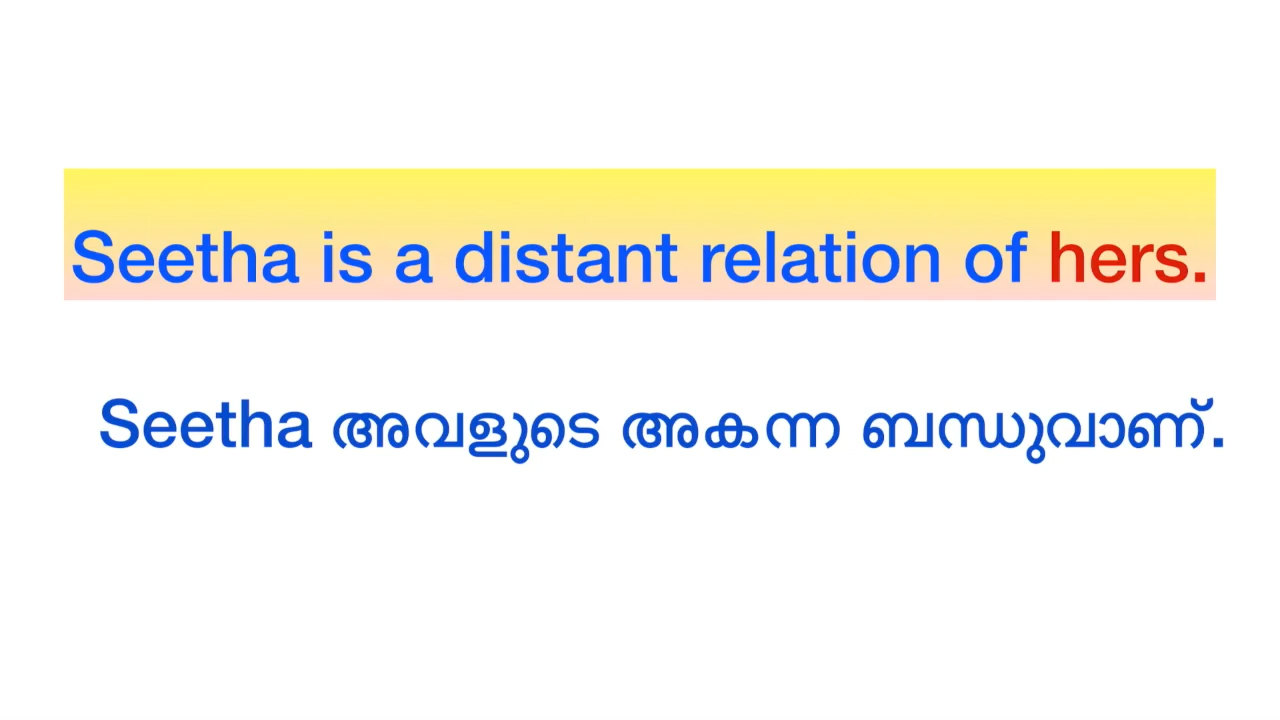 Seetha is a distant relation of hers.
Seetha അവളുടെ അകന്ന ബന്ധുവാണ്.